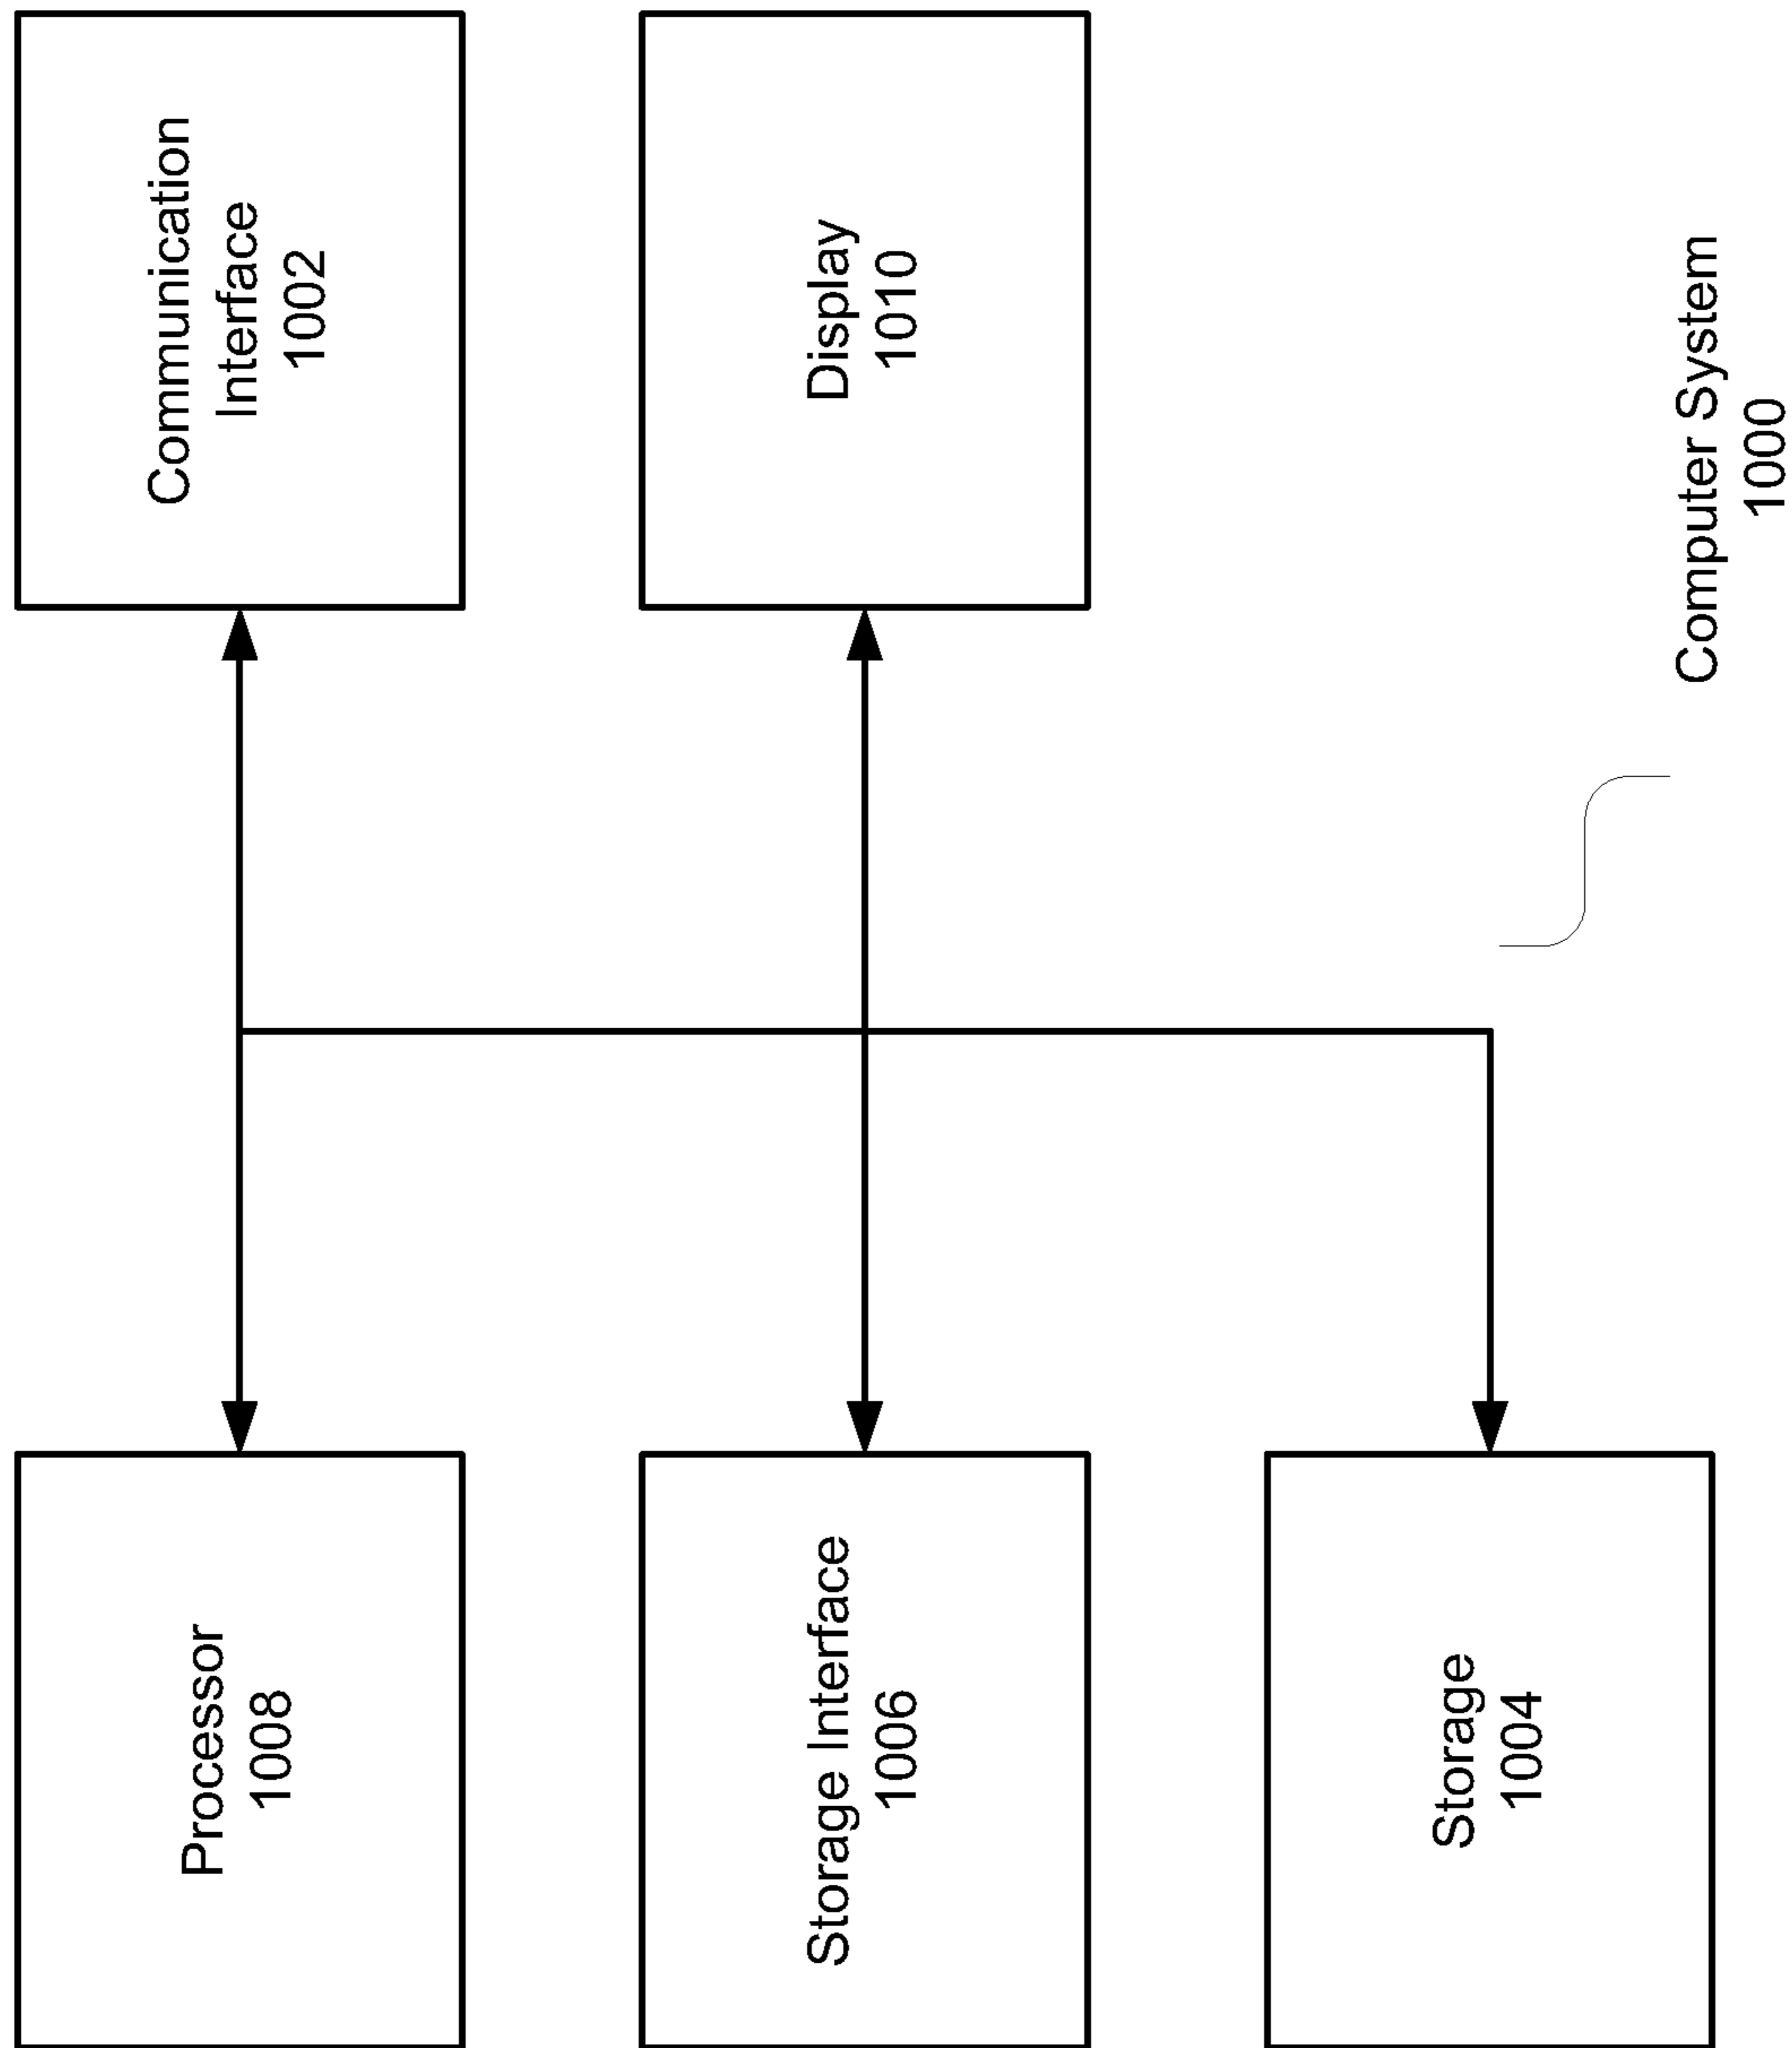 Processor
1008
Communication
Interface
1002
Storage Interface
1006
Display
1010
Storage
1004
Computer System
1000